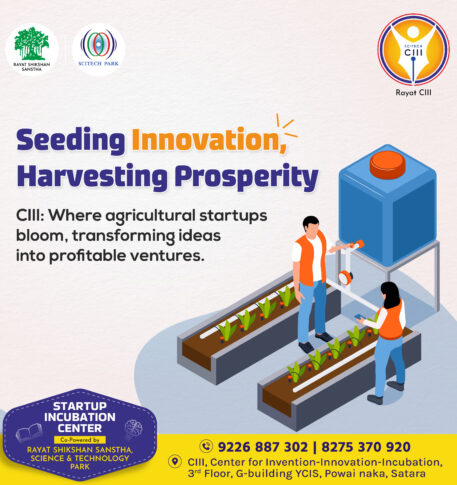 RAYAT SHIKSHAN
SANSTHA
SCITECH PARK
CIII
Rayat CIII
Seeding Innovation,
Harvesting Prosperity
CIII: Where agricultural startups
bloom, transforming ideas
into profitable ventures.
STARTUP
INCUBATION
CENTER
Co-Powered by
RAYAT SHIKSHAN SANSTHA,
SCIENCE & TECHNOLOGY
PARK
9226 887 302 | 8275 370 920
CIII, Center for Invention-Innovation-Incubation,
3rd Floor, G-building YCIS, Powai naka, Satara